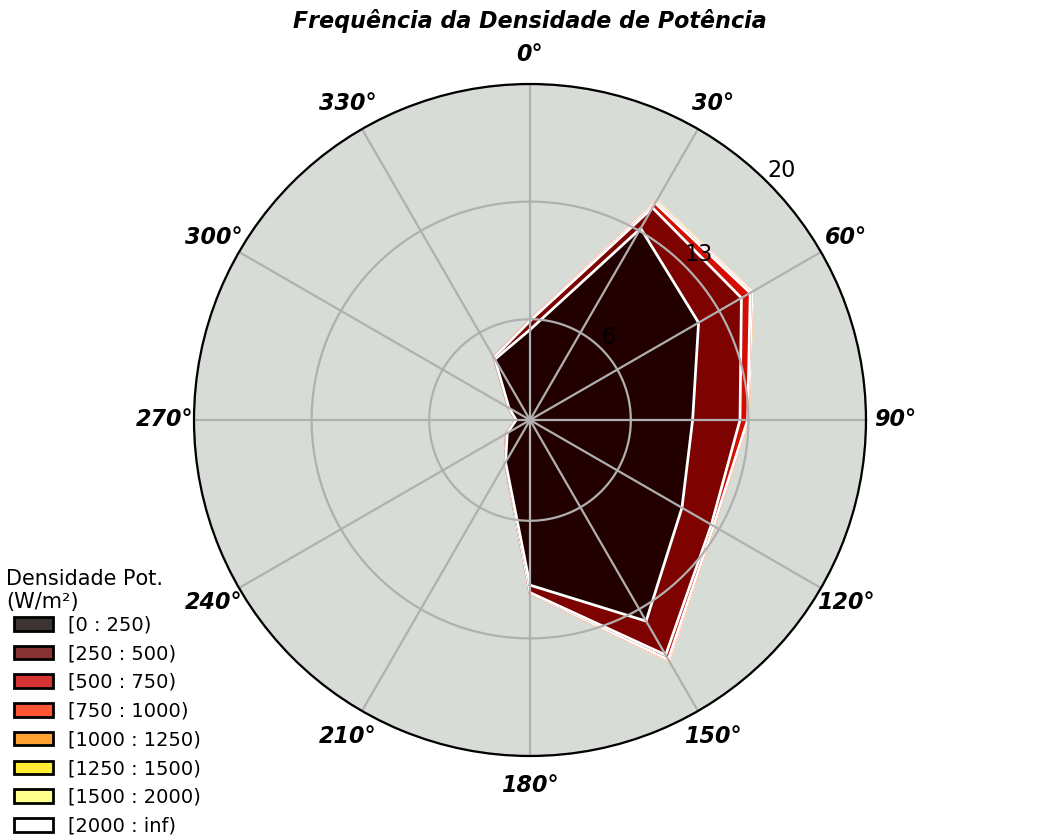 Frequência da Densidade de Potência
0°
330°
30°
20
300°
60°
13
6
270°
90°
240°
120°
210°
150°
180°
Densidade Pot.
(W/m²)
[0 : 250)
[250 : 500)
[500 : 750)
[750 : 1000)
[1000 : 1250)
[1250 : 1500)
[1500 : 2000)
[2000 : inf)